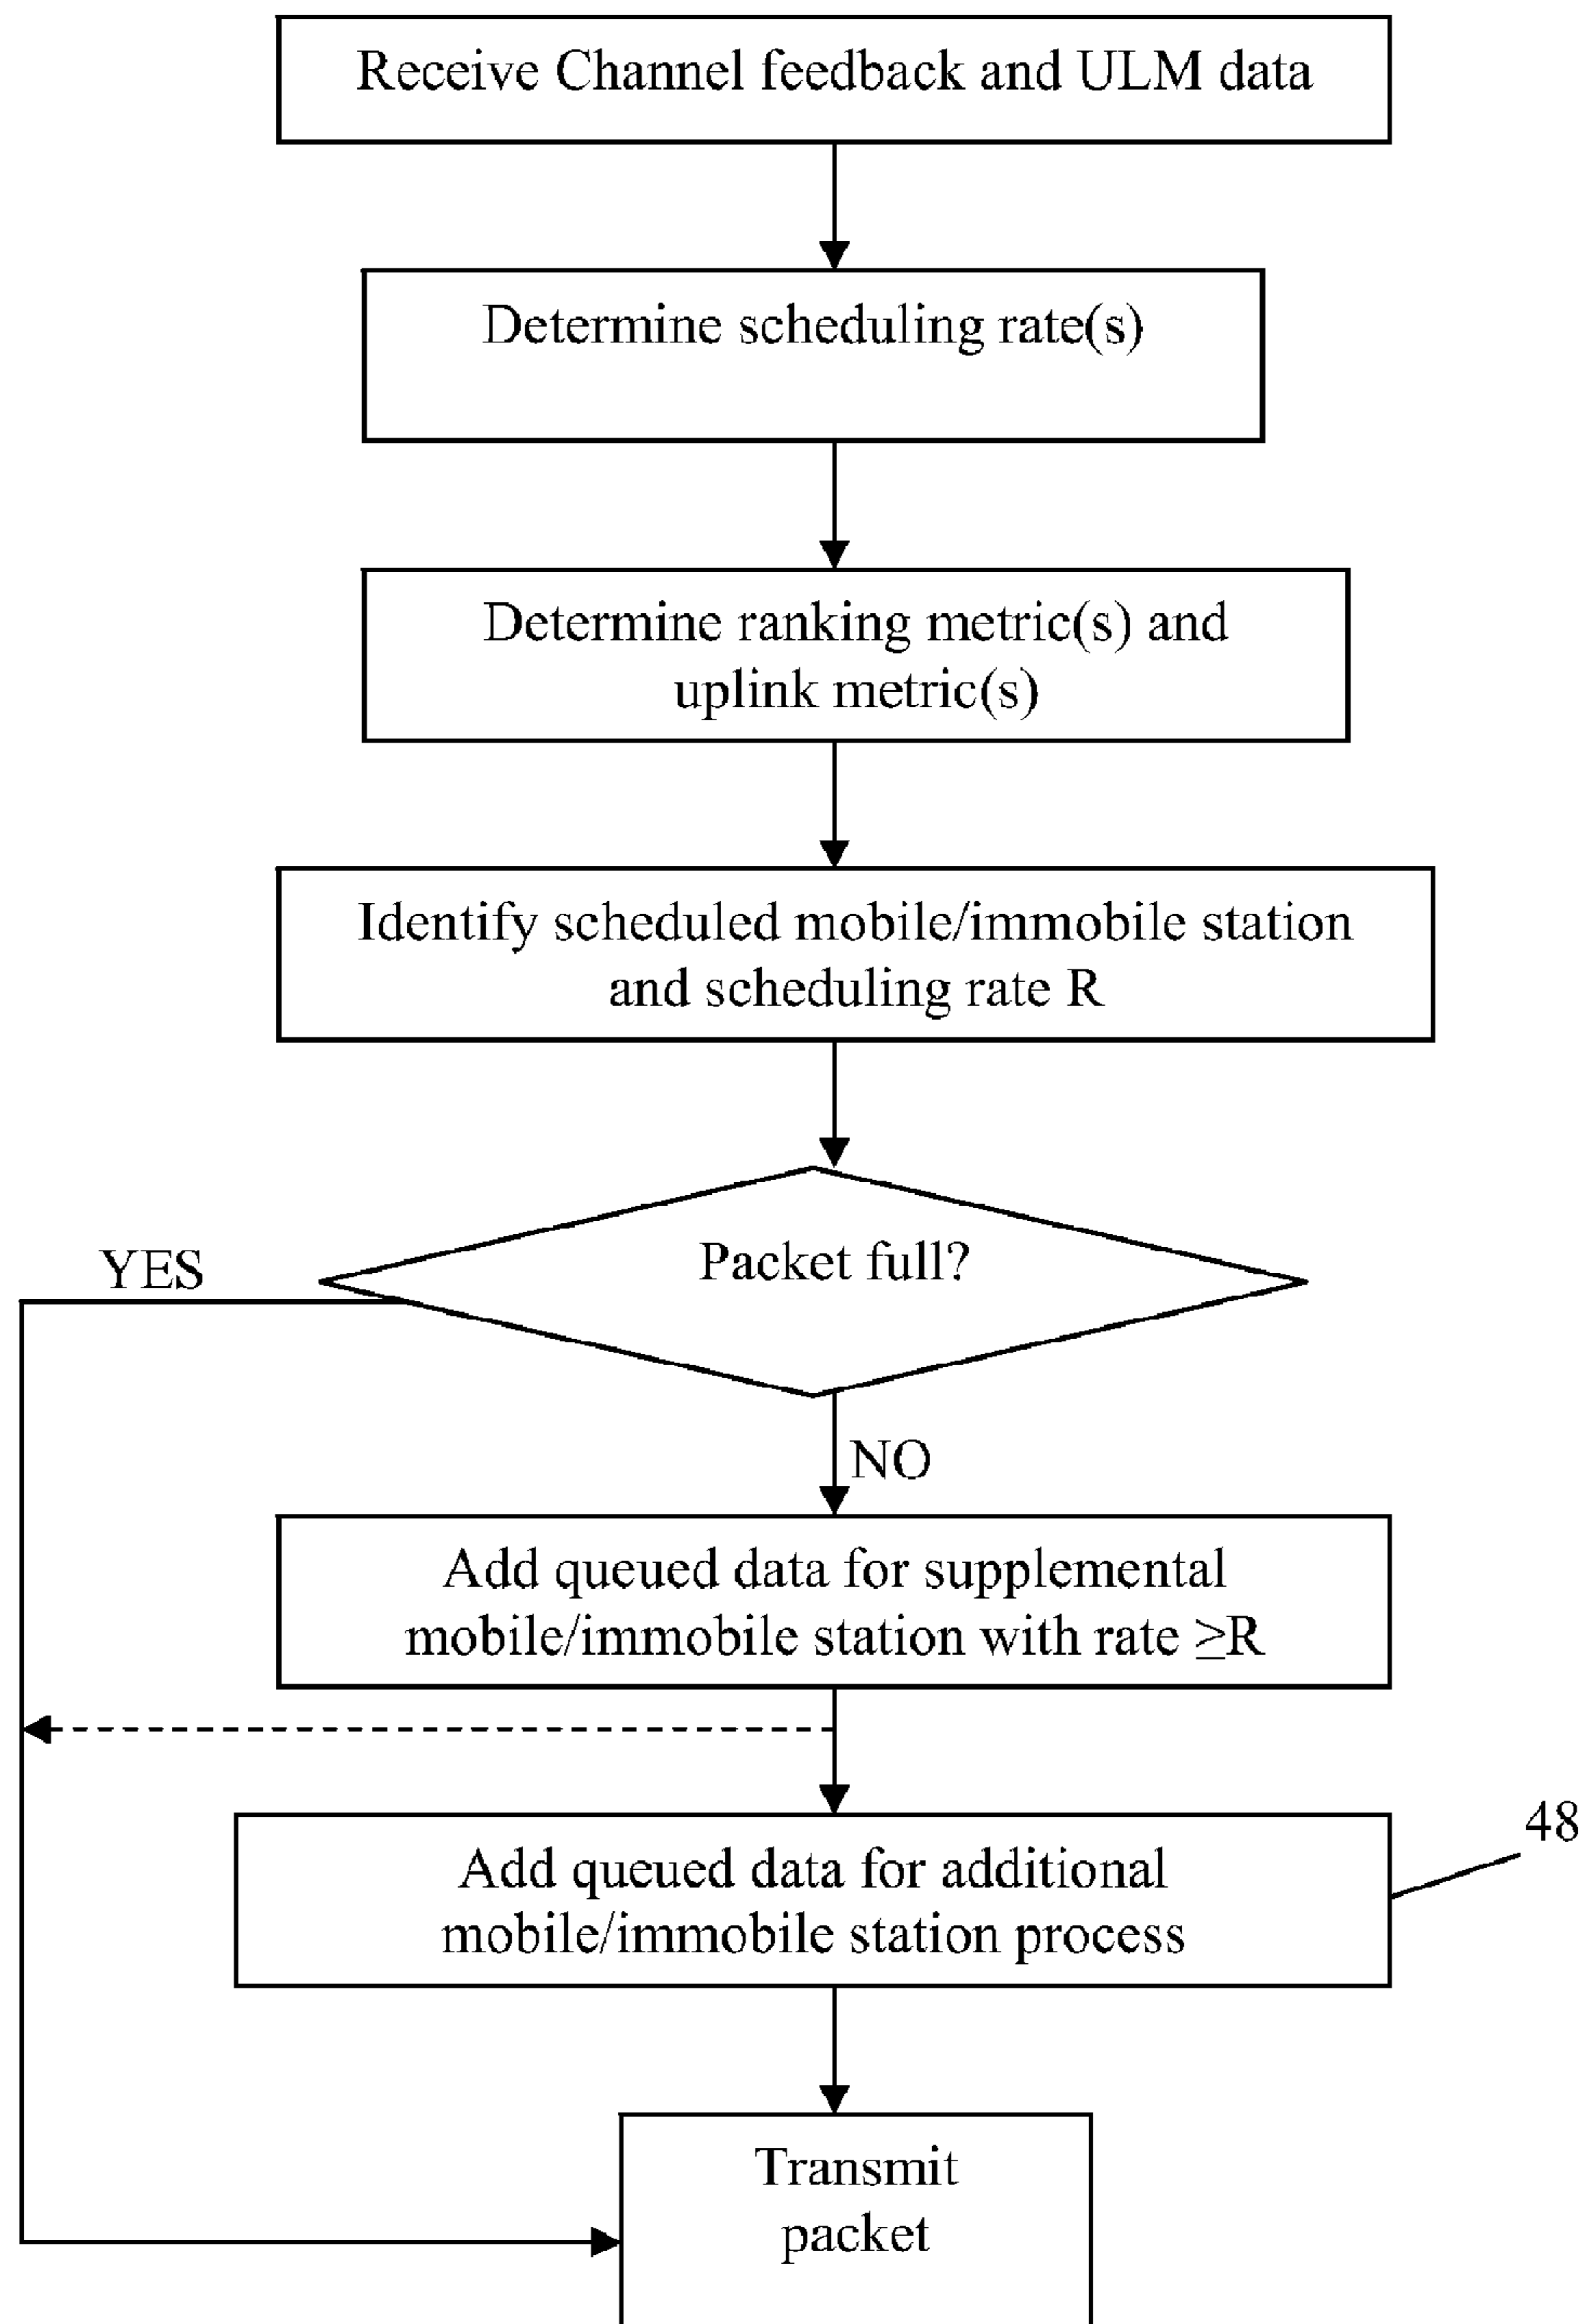 Receive Channel feedback and ULM data
Determine scheduling rate(s)
Determine ranking metric(s) and
uplink metric(s)
Identify scheduled mobile/immobile station
and scheduling rate R
Packet full?
YES
NO
Add queued data for supplemental
mobile/immobile station with rate ≥R
48
Add queued data for additional
mobile/immobile station process
Transmit
packet